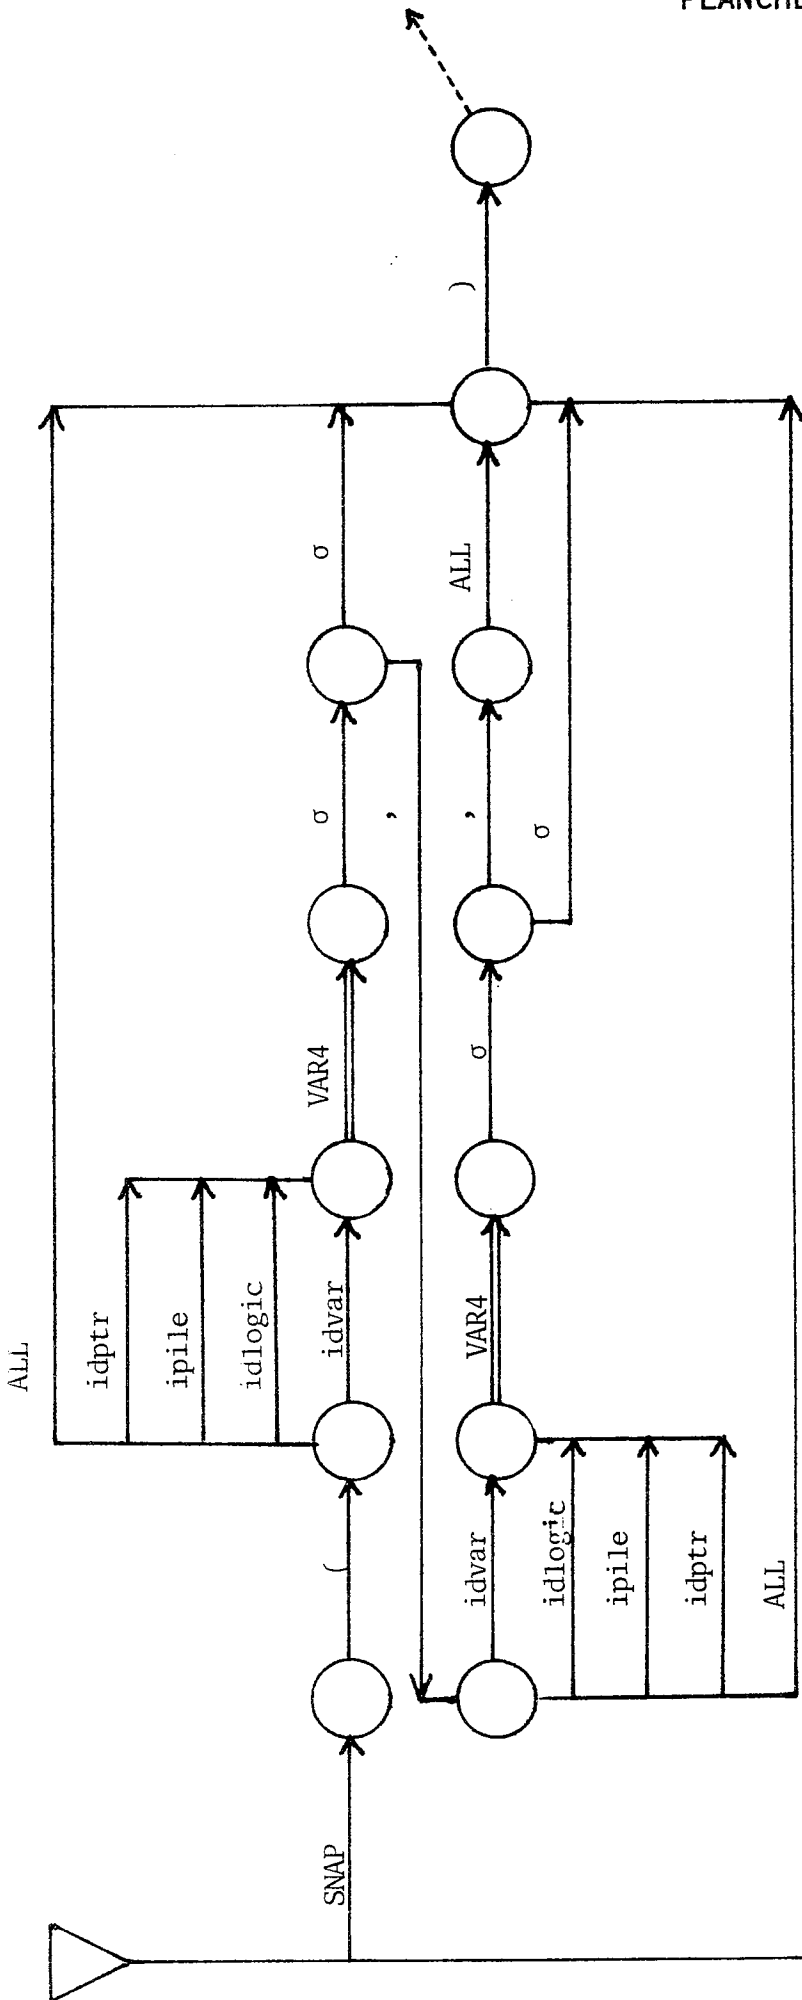 PLANCHE
SNAP
(
ALL
idptr
ipile
idlogic
idvar
VAR4
σ
σ
,
idvar
idlogic
ipile
idptr
ALL
VAR4
σ
,
σ
ALL
)